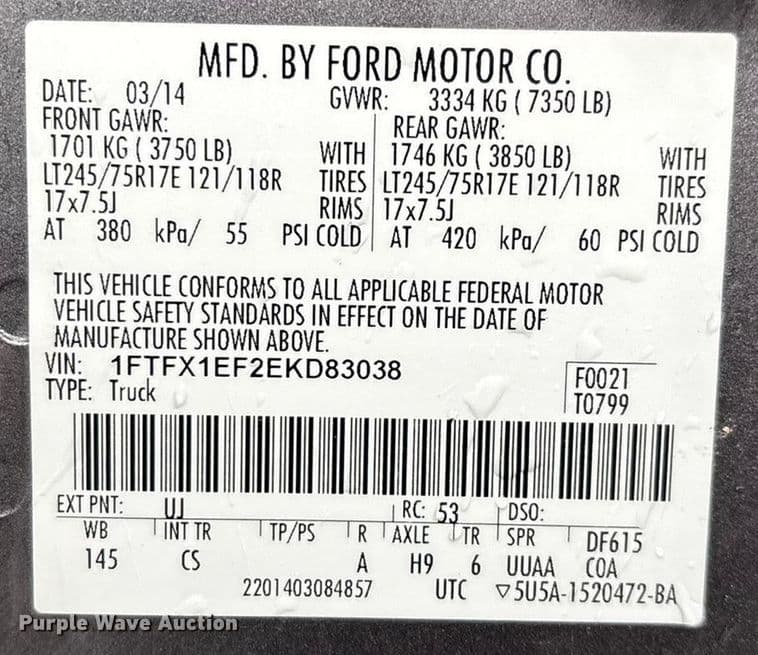 MFD. BY FORD MOTOR CO.
DATE: 03/14 GVWR: 3334 KG ( 7350 LB)
FRONT GAWR: REAR GAWR:
1701 KG ( 3750 LB) WITH 1746 KG ( 3850 LB) WITH
LT245/75R17E 121/118R TIRES LT245/75R17E 121/118R TIRES
17x7.5J RIMS 17x7.5J RIMS
AT 380 kPa/ 55 PSI COLD AT 420 kPa/ 60 PSI COLD
THIS VEHICLE CONFORMS TO ALL APPLICABLE FEDERAL MOTOR
VEHICLE SAFETY STANDARDS IN EFFECT ON THE DATE OF
MANUFACTURE SHOWN ABOVE.
VIN: 1FTFX1EF2EKD83038 F0021
TYPE: Truck T0799
EXT PNT: UJ RC: 53 DSO:
WB INT TR TP/PS R AXLE TR SPR DF615
145 CS A H9 6 UUAA COA
2201403084857 UTC ▽5U5A-1520472-BA
Purple Wave Auction